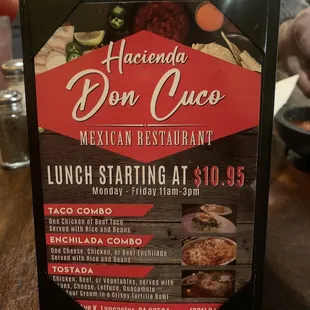 Hacienda
Don Cuco
MEXICAN RESTAURANT
LUNCH STARTING AT $10.95
Monday - Friday 11am-3pm
TACO COMBO
One Chicken or Beef Taco
Served with Rice and Beans
ENCHILADA COMBO
One Cheese, Chicken, or Beef Enchilada
Served with Rice and Beans
TOSTADA
Chicken, Beef, or Vegetables, served with
Beans, Cheese, Lettuce, Guacamole
Sour Cream in a Crispy Tortilla Bowl
K, Lancaster,